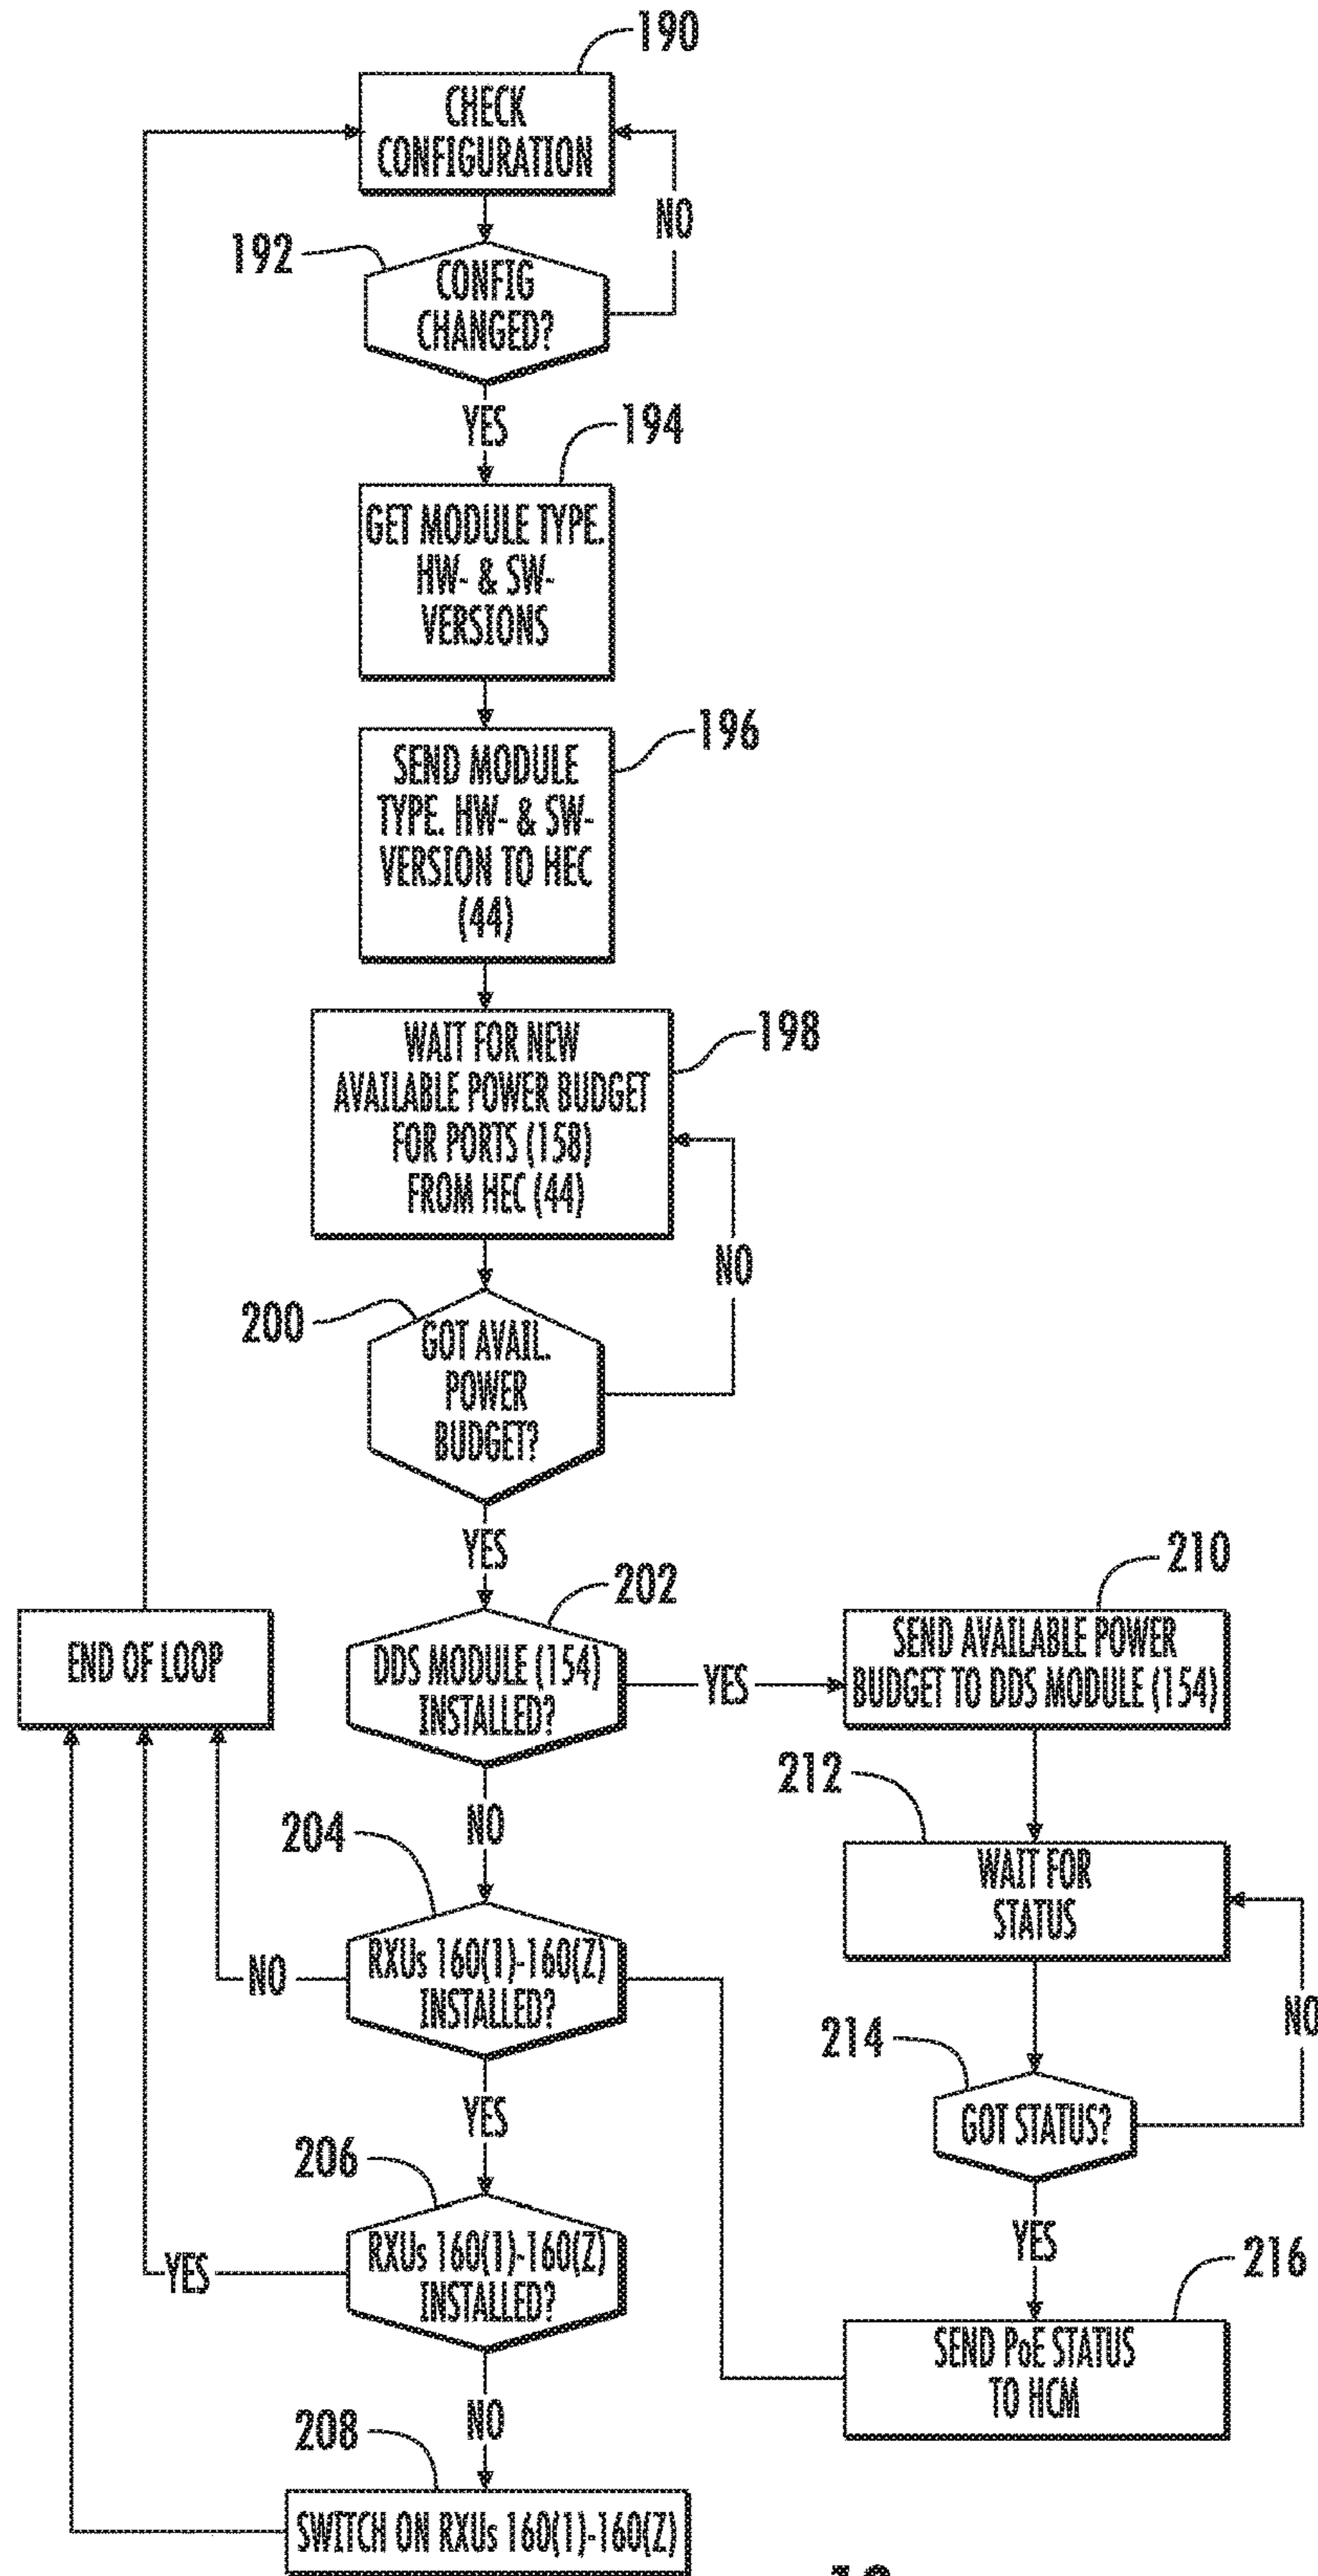 190
CHECK
CONFIGURATION
NO
192
CONFIG
CHANGED?
YES
194
GET MODULE TYPE.
HW- & SW-
VERSIONS
196
SEND MODULE
TYPE. HW- & SW-
VERSION TO HEC
(44)
198
WAIT FOR NEW
AVAILABLE POWER BUDGET
FOR PORTS (158)
FROM HEC (44)
NO
200
GOT AVAIL.
POWER
BUDGET?
YES
202
DDS MODULE (154)
INSTALLED?
YES
210
SEND AVAILABLE POWER
BUDGET TO DDS MODULE (154)
END OF LOOP
NO
212
WAIT FOR
STATUS
204
RXUs 160(1)-160(Z)
INSTALLED?
NO
NO
214
GOT STATUS?
YES
206
RXUs 160(1)-160(Z)
INSTALLED?
YES
YES
216
SEND PoE STATUS
TO HCM
NO
208
SWITCH ON RXUs 160(1)-160(Z)